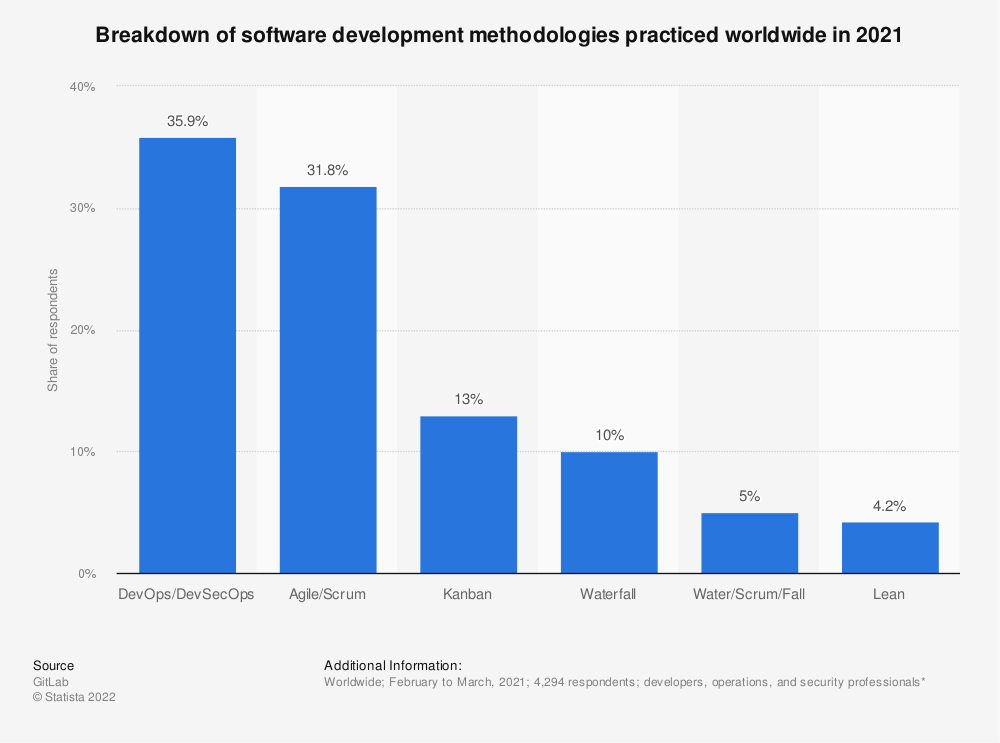 Breakdown of software development methodologies practiced worldwide in 2021
40%
30%
20%
10%
0%
Share of respondents
35.9%
31.8%
13%
10%
5%
4.2%
DevOps/DevSecOps
Agile/Scrum
Kanban
Waterfall
Water/Scrum/Fall
Lean
Source
GitLab
© Statista 2022
Additional Information:
Worldwide; February to March, 2021; 4,294 respondents; developers, operations, and security professionals*